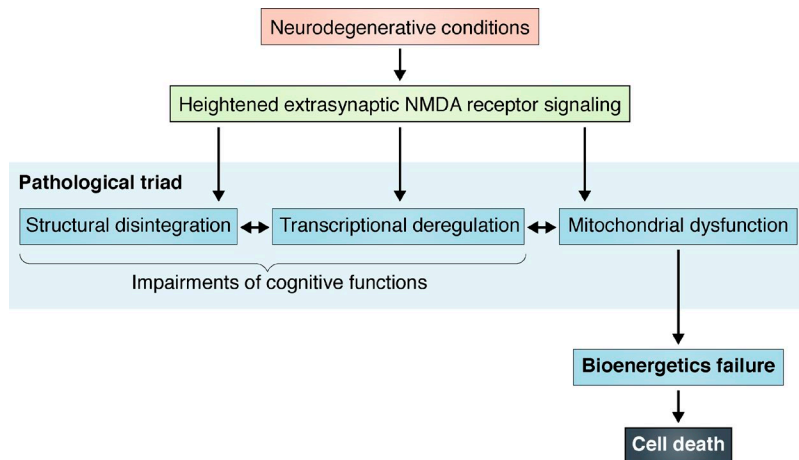 Neurodegenerative conditions
Heightened extrasynaptic NMDA receptor signaling
Pathological triad
Structural disintegration
Transcriptional deregulation
Mitochondrial dysfunction
Impairments of cognitive functions
Bioenergetics failure
Cell death